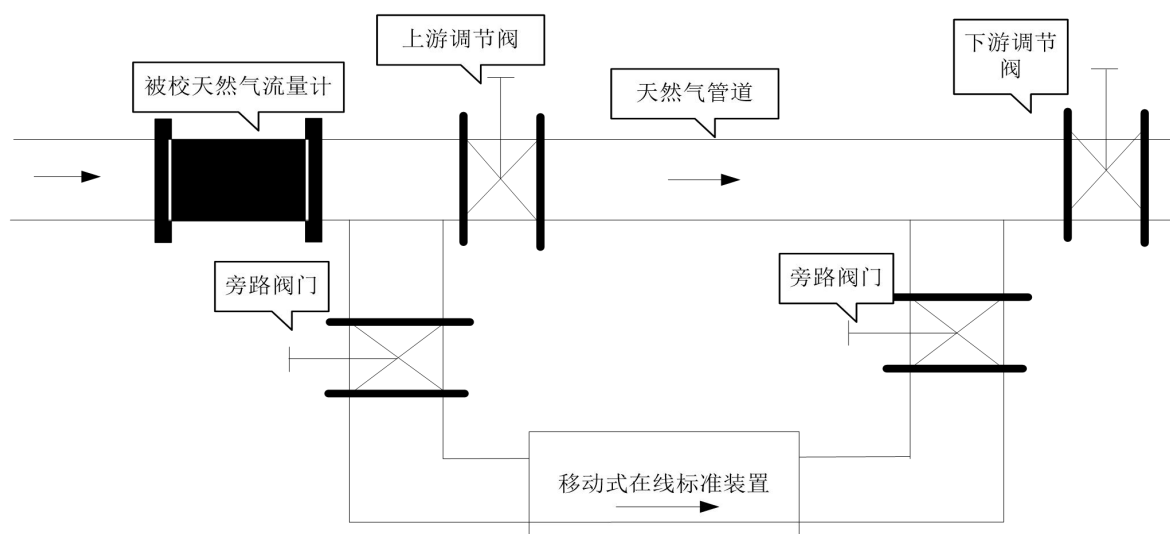 上游调节阀
下游调节
阀
被校天然气流量计
天然气管道
旁路阀门
旁路阀门
移动式在线标准装置